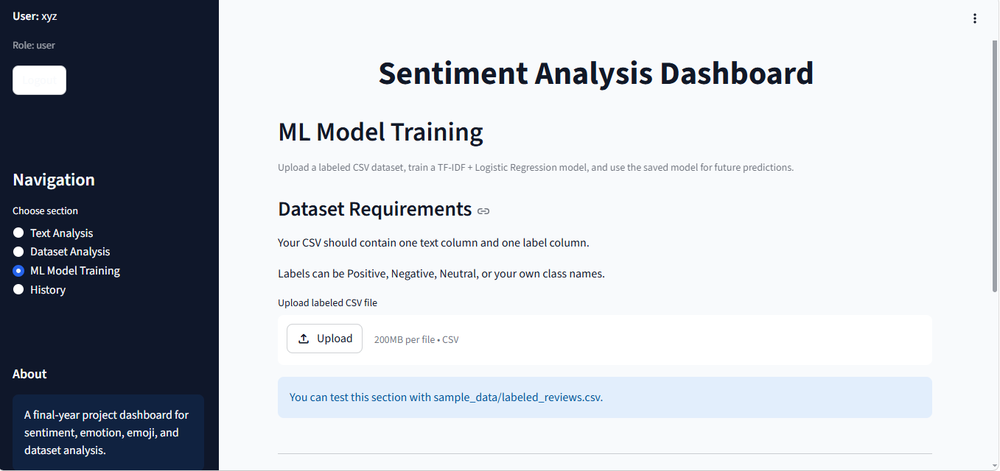 User: xyz
Role: user
Logout
Navigation
Choose section
Text Analysis
Dataset Analysis
ML Model Training
History
About
A final-year project dashboard for
sentiment, emotion, emoji, and
dataset analysis.
Sentiment Analysis Dashboard
ML Model Training
Upload a labeled CSV dataset, train a TF-IDF + Logistic Regression model, and use the saved model for future predictions.
Dataset Requirements
Your CSV should contain one text column and one label column.
Labels can be Positive, Negative, Neutral, or your own class names.
Upload labeled CSV file
Upload 200MB per file • CSV
You can test this section with sample_data/labeled_reviews.csv.